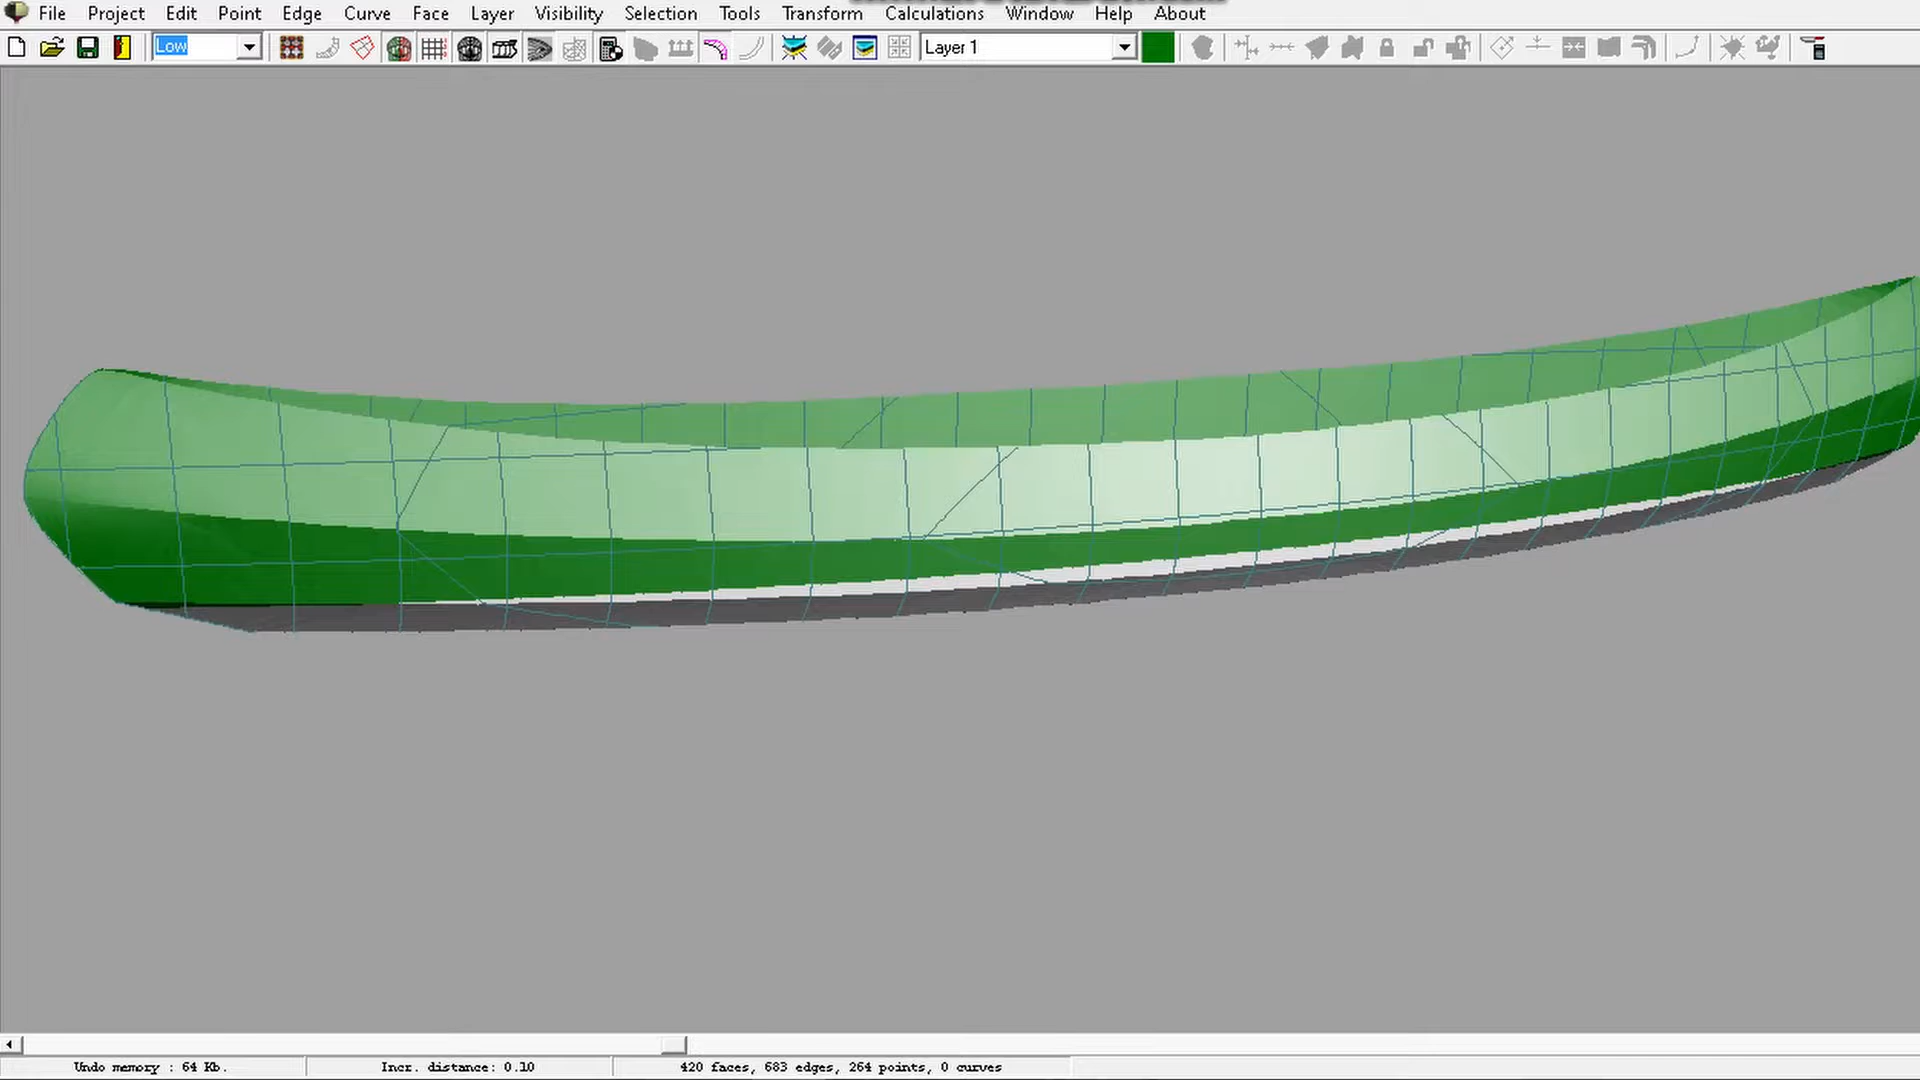 File Project Edit Point Edge Curve Face Layer Visibility Selection Tools Transform Calculations Window Help About
Low Layer 1
Undo memory : 64 Kb. Incr. distance: 0.10 420 faces, 683 edges, 264 points, 0 curves